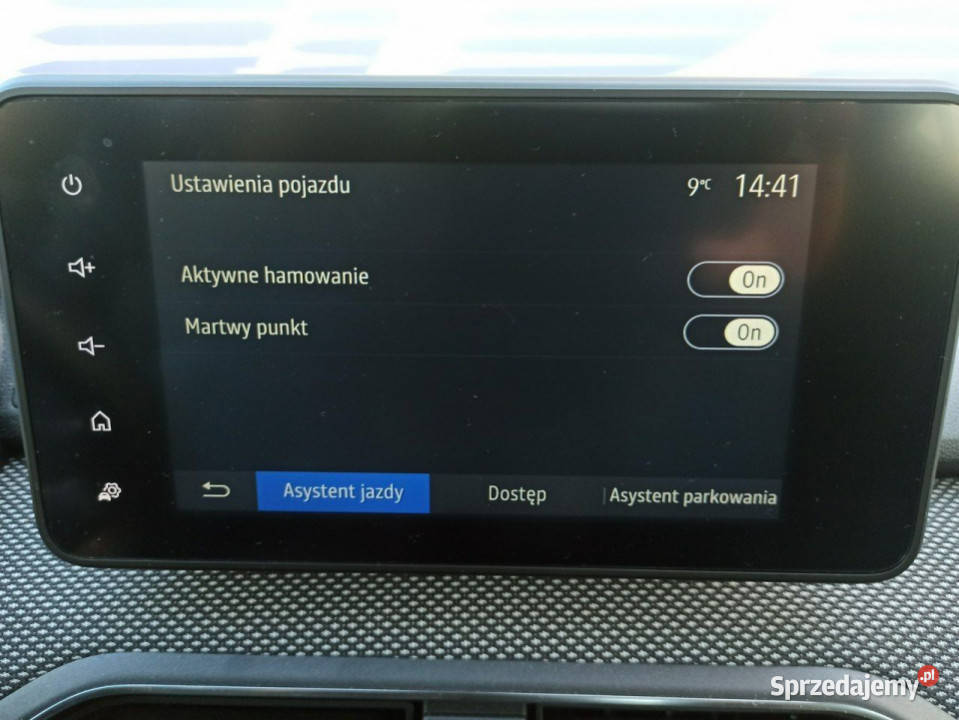 Ustawienia pojazdu
9°C 14:41
Aktywne hamowanie On
Martwy punkt On
Asystent jazdy Dostęp Asystent parkowania
Sprzedajemy.pl